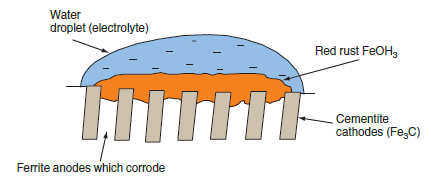 Water
droplet (electrolyte)
Red rust FeOH₃
Cementite
cathodes (Fe₃C)
Ferrite anodes which corrode